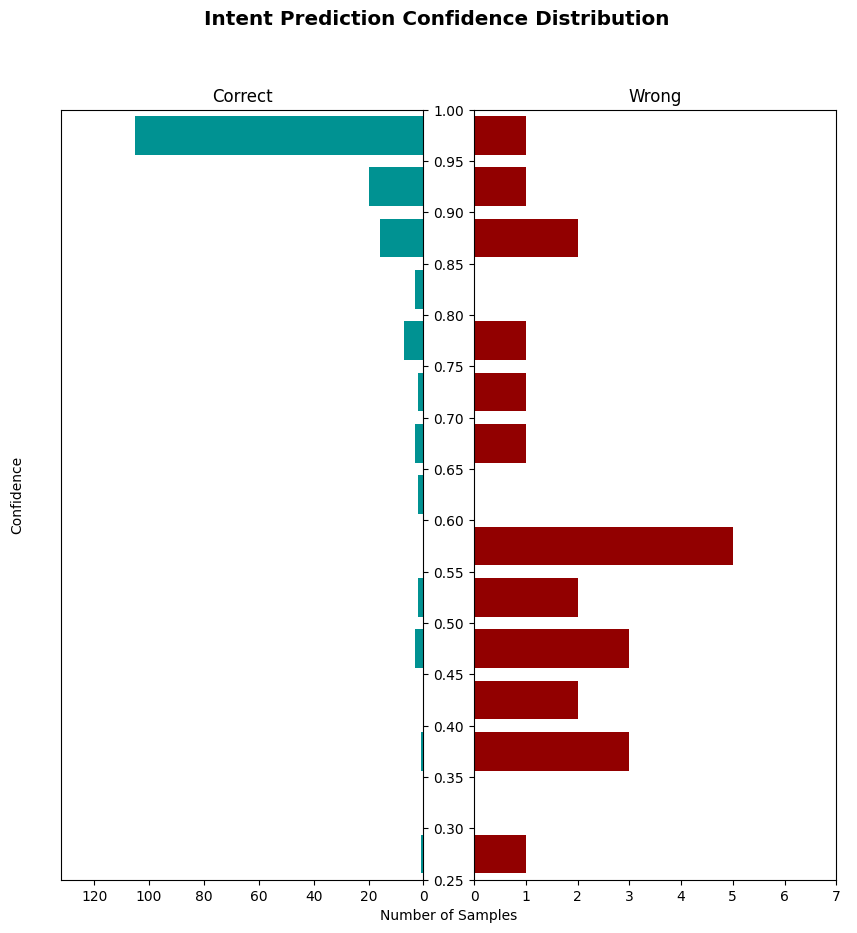 Intent Prediction Confidence Distribution
Correct
Wrong
1.00
0.95
0.90
0.85
0.80
0.75
0.70
0.65
0.60
0.55
0.50
0.45
0.40
0.35
0.30
0.25
Confidence
120 100 80 60 40 20 0
0 1 2 3 4 5 6 7
Number of Samples